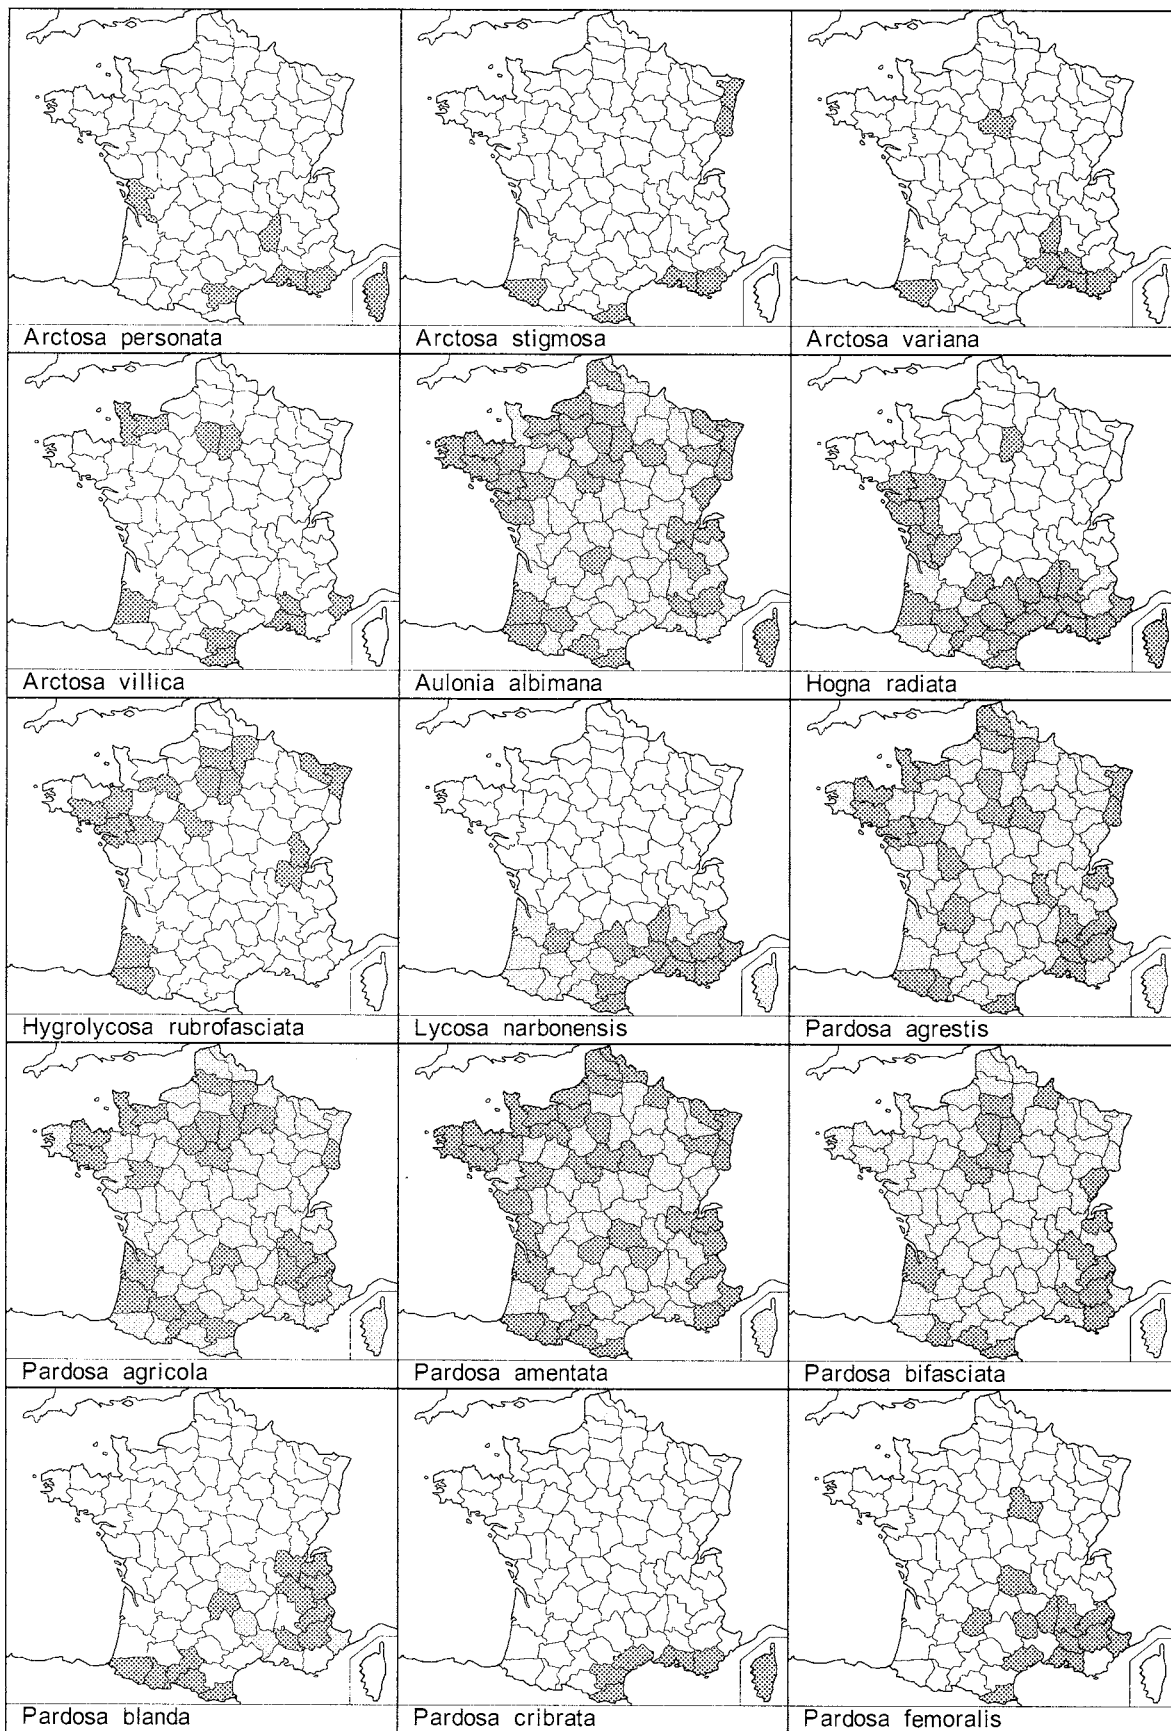 Arctosa personata
Arctosa stigmosa
Arctosa variana
Arctosa villica
Aulonia albimana
Hogna radiata
Hygrolycosa rubrofasciata
Lycosa narbonensis
Pardosa agrestis
Pardosa agricola
Pardosa amentata
Pardosa bifasciata
Pardosa blanda
Pardosa cribrata
Pardosa femoralis